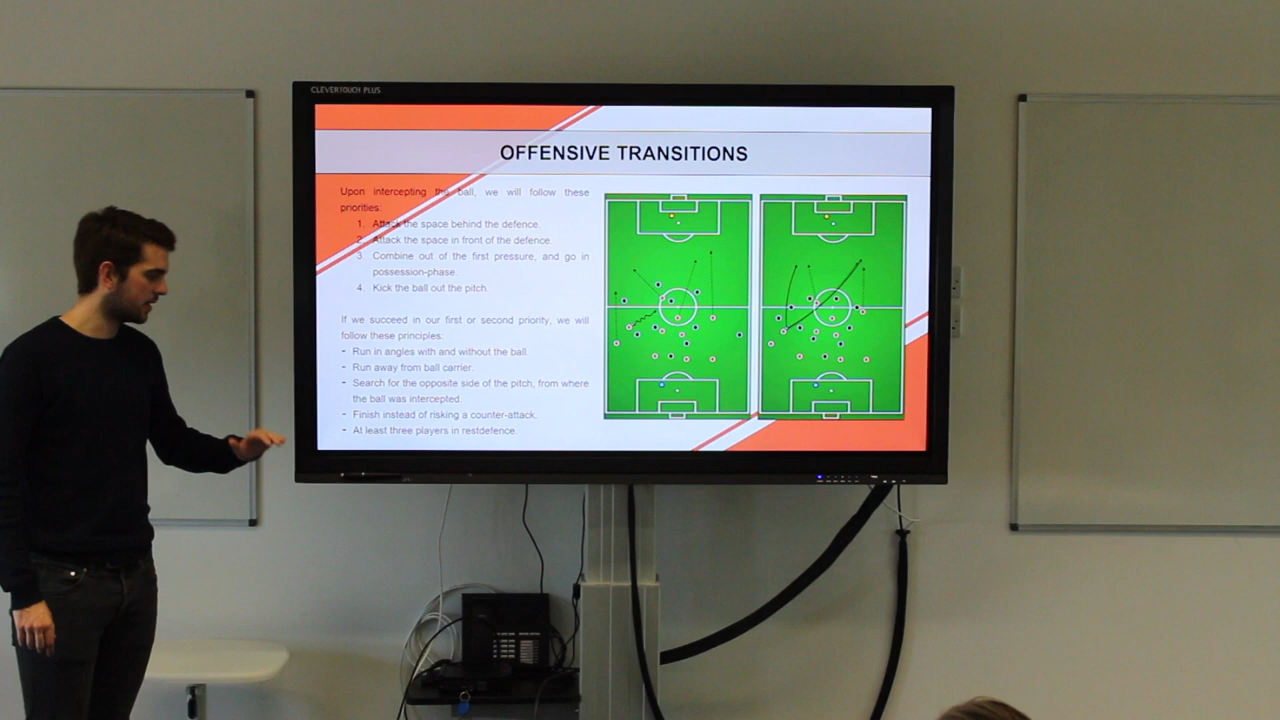 CLEVERTOUCH PLUS
OFFENSIVE TRANSITIONS
Upon intercepting the ball, we will follow these
priorities:
1. Attack the space behind the defence.
2. Attack the space in front of the defence.
3. Combine out of the first pressure, and go in
possession-phase.
4. Kick the ball out the pitch.
If we succeed in our first or second priority, we will
follow these principles:
- Run in angles with and without the ball.
- Run away from ball carrier.
- Search for the opposite side of the pitch, from where
the ball was intercepted.
- Finish instead of risking a counter-attack.
- At least three players in restdefence.